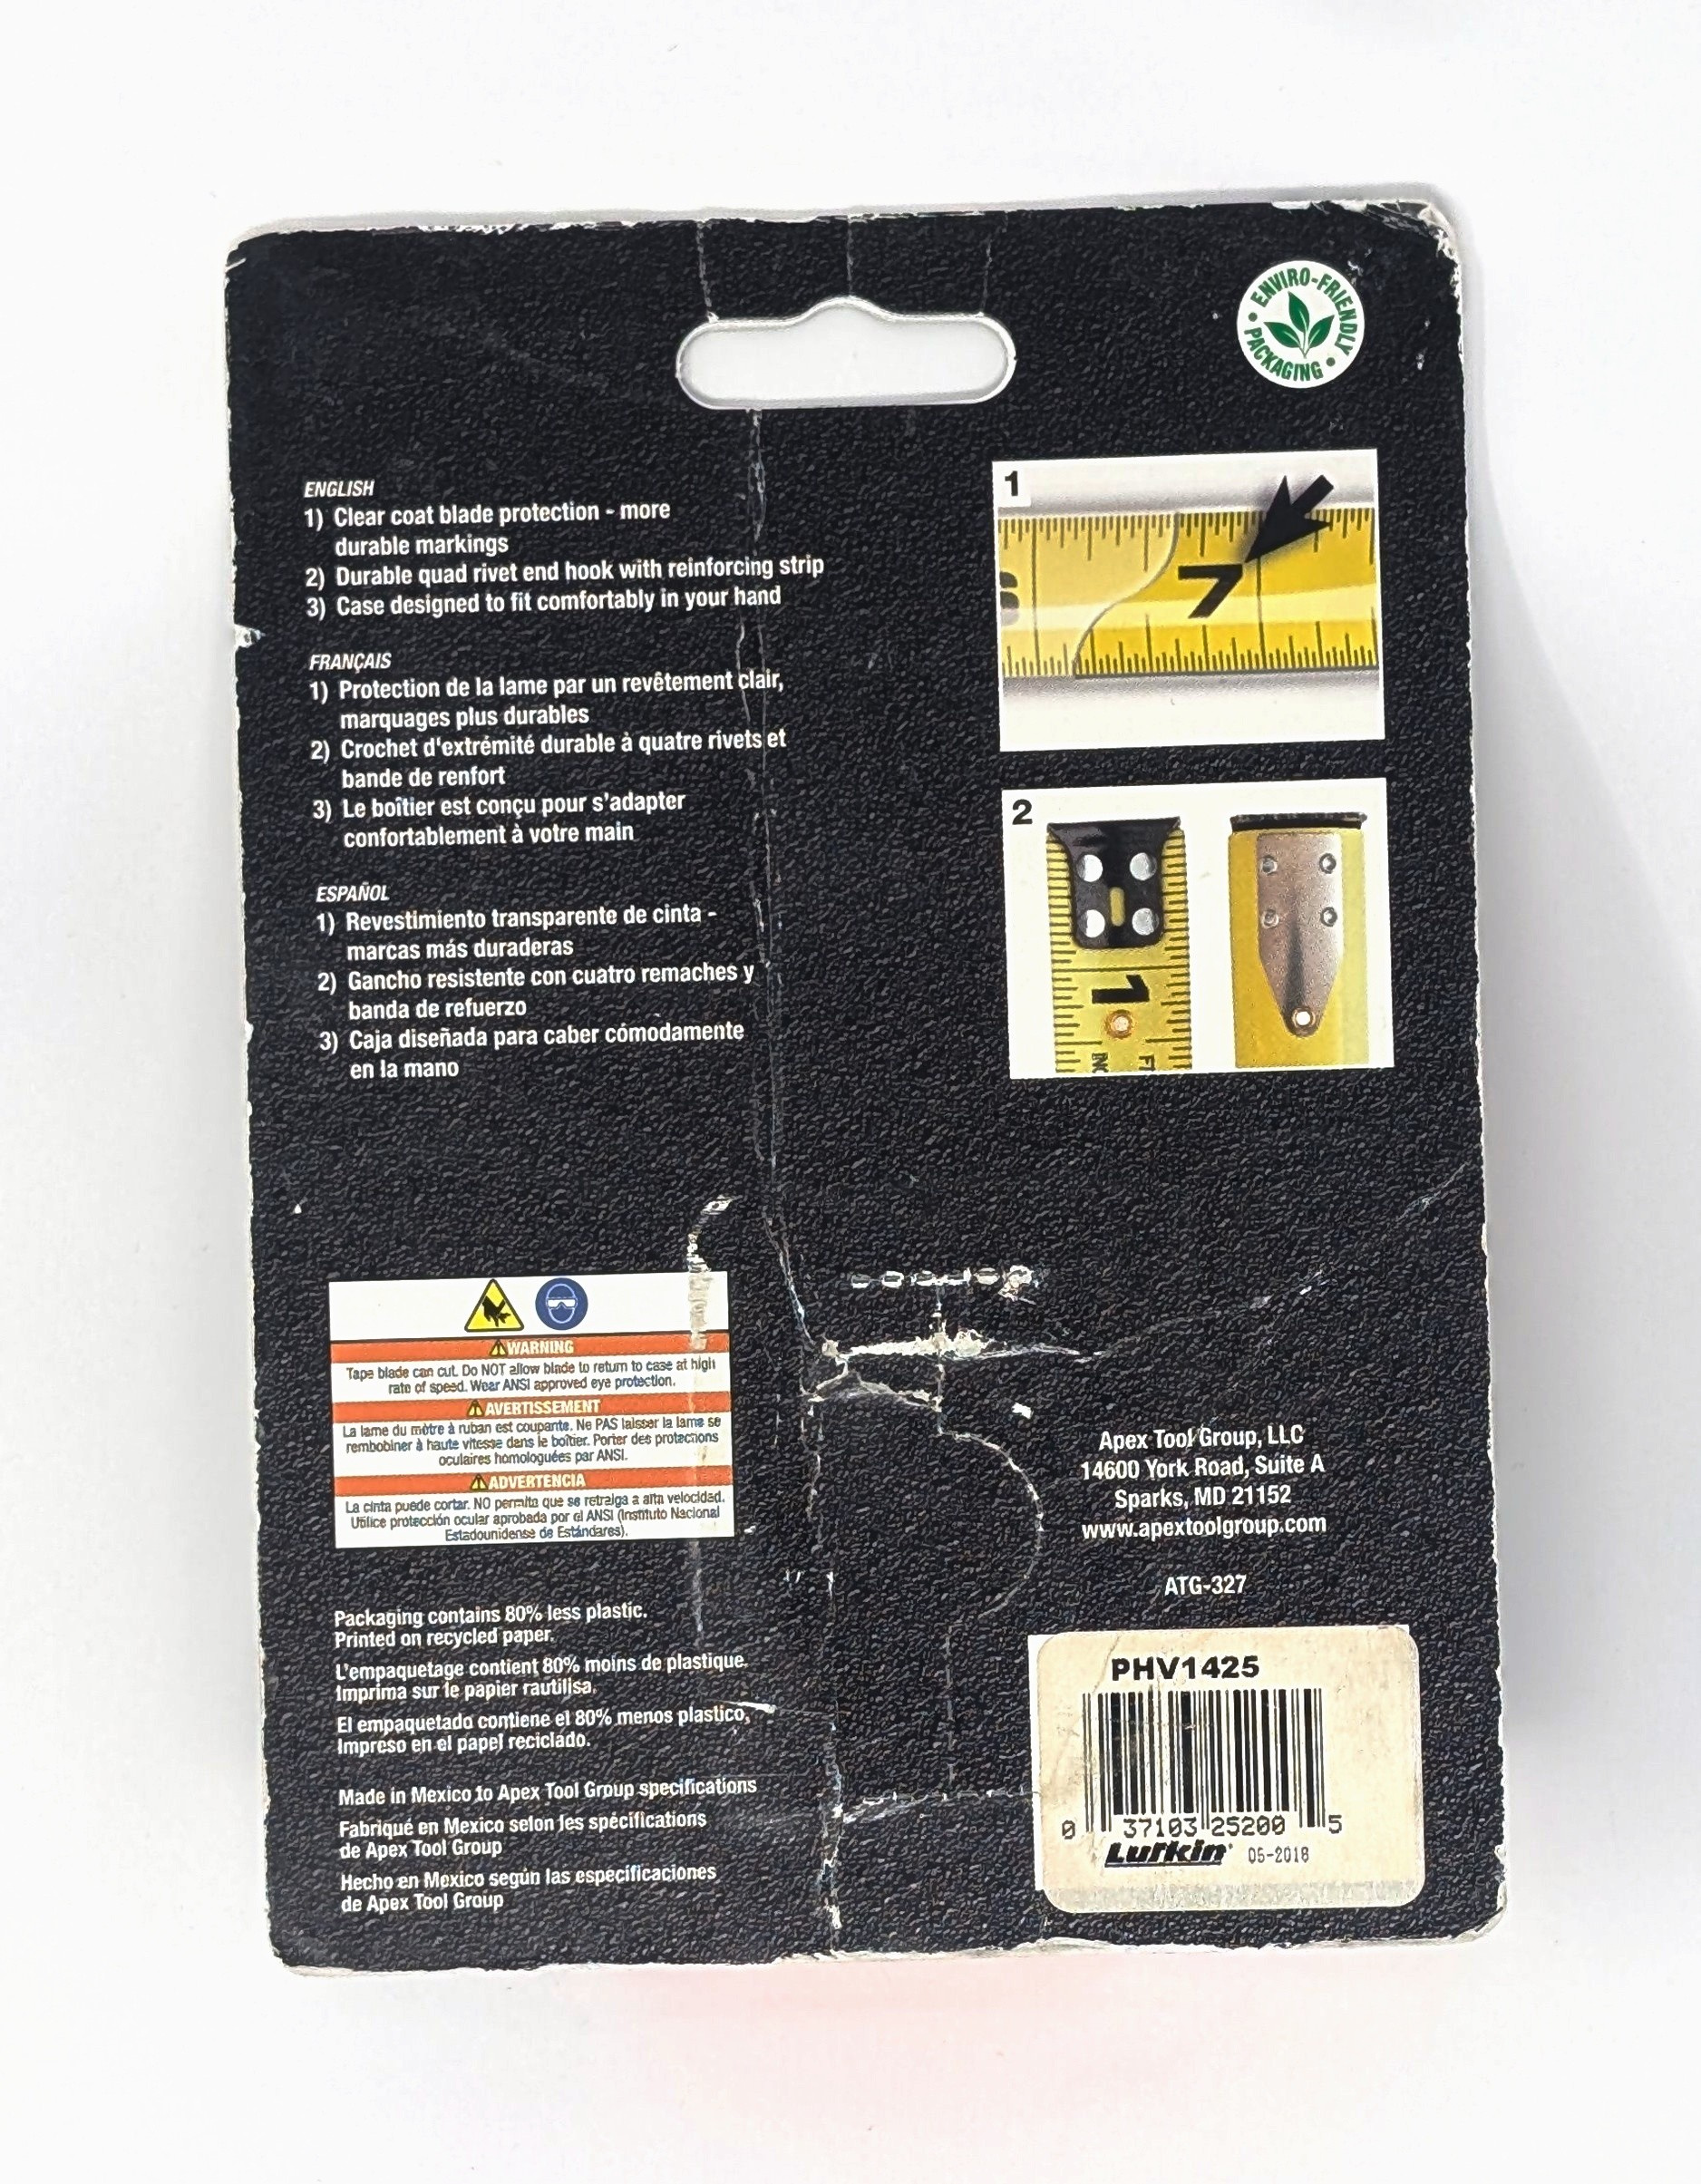 ENVIRO-FRIENDLY
• PACKAGING •
ENGLISH
1) Clear coat blade protection - more
durable markings
2) Durable quad rivet end hook with reinforcing strip
3) Case designed to fit comfortably in your hand
FRANÇAIS
1) Protection de la lame par un revêtement clair,
marquages plus durables
2) Crochet d'extrémité durable à quatre rivets et
bande de renfort
3) Le boîtier est conçu pour s'adapter
confortablement à votre main
ESPAÑOL
1) Revestimiento transparente de cinta -
marcas más duraderas
2) Gancho resistente con cuatro remaches y
banda de refuerzo
3) Caja diseñada para caber cómodamente
en la mano
1
6 7
2
1
FT
WARNING
Tape blade can cut. Do NOT allow blade to return to case at high
rate of speed. Wear ANSI approved eye protection.
AVERTISSEMENT
La lame du mètre à ruban est coupante. Ne PAS laisser la lame se
rembobiner à haute vitesse dans le boîtier. Porter des protections
oculaires homologuées par ANSI.
ADVERTENCIA
La cinta puede cortar. NO permita que se retraiga a alta velocidad.
Utilice protección ocular aprobada por el ANSI (Instituto Nacional
Estadounidense de Estándares).
Packaging contains 80% less plastic.
Printed on recycled paper.
L'empaquetage contient 80% moins de plastique.
Imprima sur le papier rautilisa.
El empaquetado contiene el 80% menos plastico,
Impreso en el papel reciclado.
Made in Mexico to Apex Tool Group specifications
Fabriqué en Mexico selon les spécifications
de Apex Tool Group
Hecho en Mexico según las especificaciones
de Apex Tool Group
Apex Tool Group, LLC
14600 York Road, Suite A
Sparks, MD 21152
www.apextoolgroup.com
ATG-327
PHV1425
0 37103 25200 5
Lufkin 05-2018